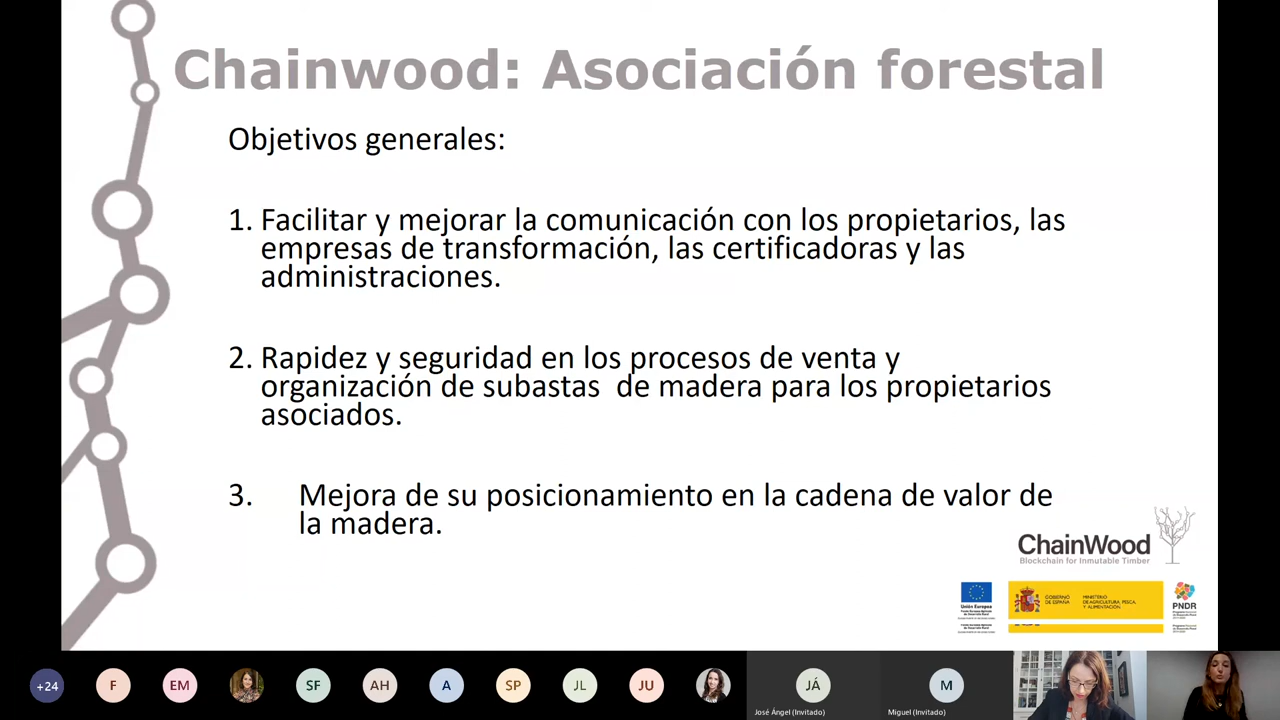 Chainwood: Asociación forestal
Objetivos generales:
1. Facilitar y mejorar la comunicación con los propietarios, las
empresas de transformación, las certificadoras y las
administraciones.
2. Rapidez y seguridad en los procesos de venta y
organización de subastas de madera para los propietarios
asociados.
3. Mejora de su posicionamiento en la cadena de valor de
la madera.
ChainWood
Blockchain for Inmutable Timber
Unión Europea
GOBIERNO
DE ESPAÑA
MINISTERIO
DE AGRICULTURA, PESCA,
Y ALIMENTACIÓN
PNDR
+24
F
EM
SF
AH
A
SP
JL
JU
JÁ
José Ángel (Invitado)
M
Miguel (Invitado)